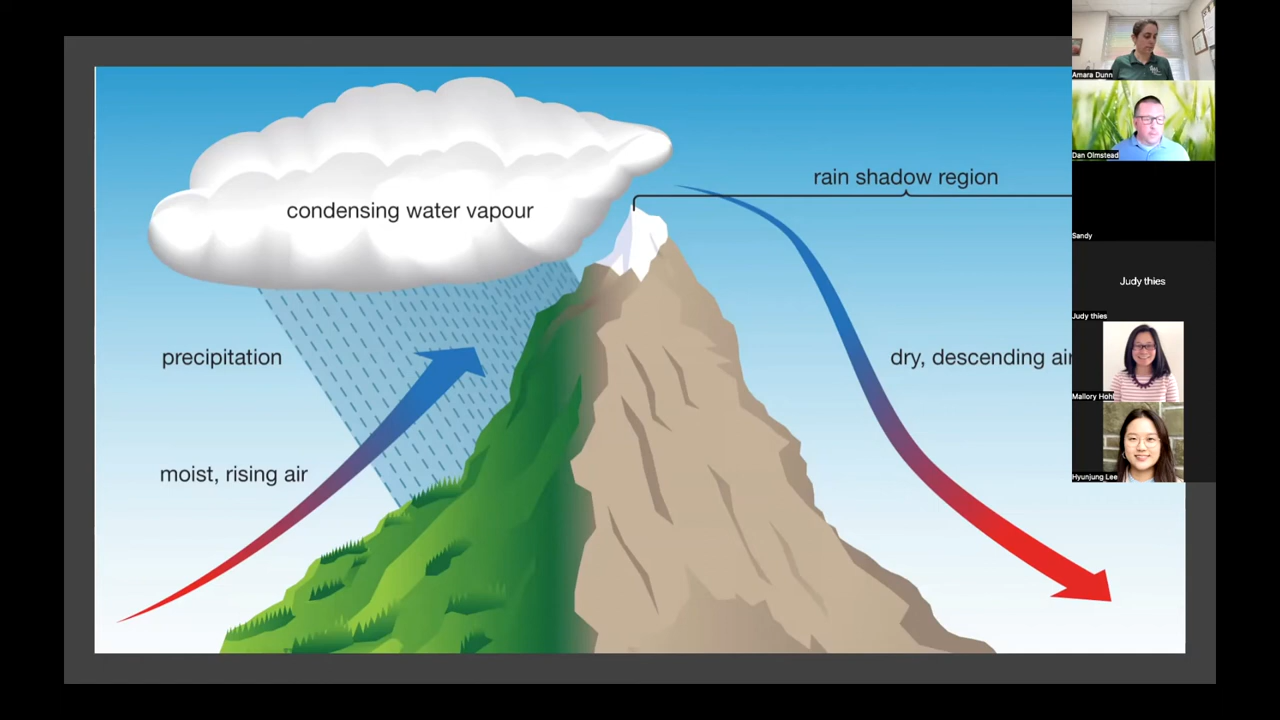 condensing water vapour
rain shadow region
precipitation
dry, descending air
moist, rising air
Amara Dunn
Dan Olmstead
Sandy
Judy thies
Judy thies
Mallory Hohl
Hyunjung Lee